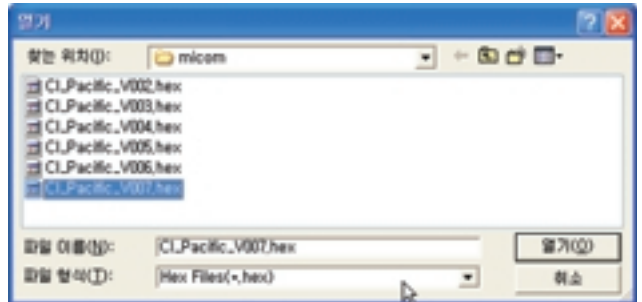 열기
찾는 위치(I): micom
CI_Pacific_V002.hex
CI_Pacific_V003.hex
CI_Pacific_V004.hex
CI_Pacific_V005.hex
CI_Pacific_V006.hex
CI_Pacific_V007.hex
파일 이름(N): CI_Pacific_V007.hex 열기(O)
파일 형식(T): Hex Files(*.hex) 취소